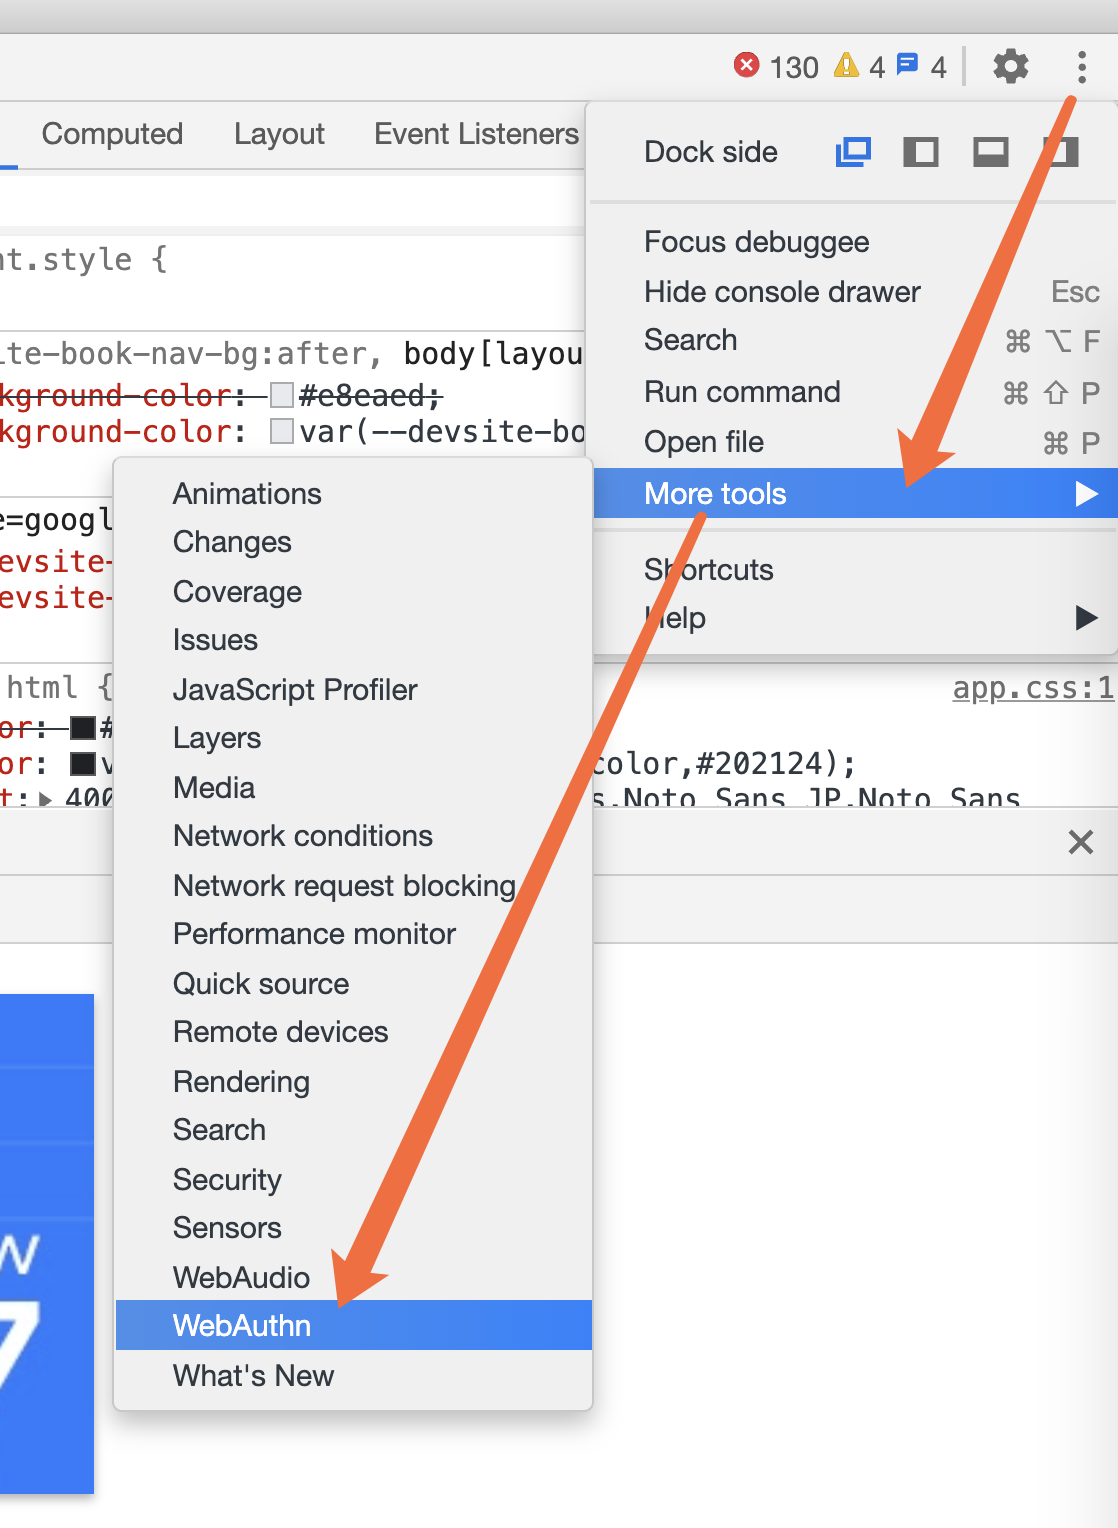 130 4 4
Computed Layout Event Listeners
Dock side
Focus debuggee
Hide console drawer Esc
Search ⌘ ⌥ F
Run command ⌘ ⇧ P
Open file ⌘ P
More tools
Shortcuts
Help
nt.style {
ite-book-nav-bg:after, body[layou
kground-color: #e8eaed;
kground-color: var(--devsite-bo
e=googl
evsite-
evsite-
html {
app.css:1
or: #
or: v
color,#202124);
t: 400
s,Noto Sans JP,Noto Sans
Animations
Changes
Coverage
Issues
JavaScript Profiler
Layers
Media
Network conditions
Network request blocking
Performance monitor
Quick source
Remote devices
Rendering
Search
Security
Sensors
WebAudio
WebAuthn
What's New
w
7